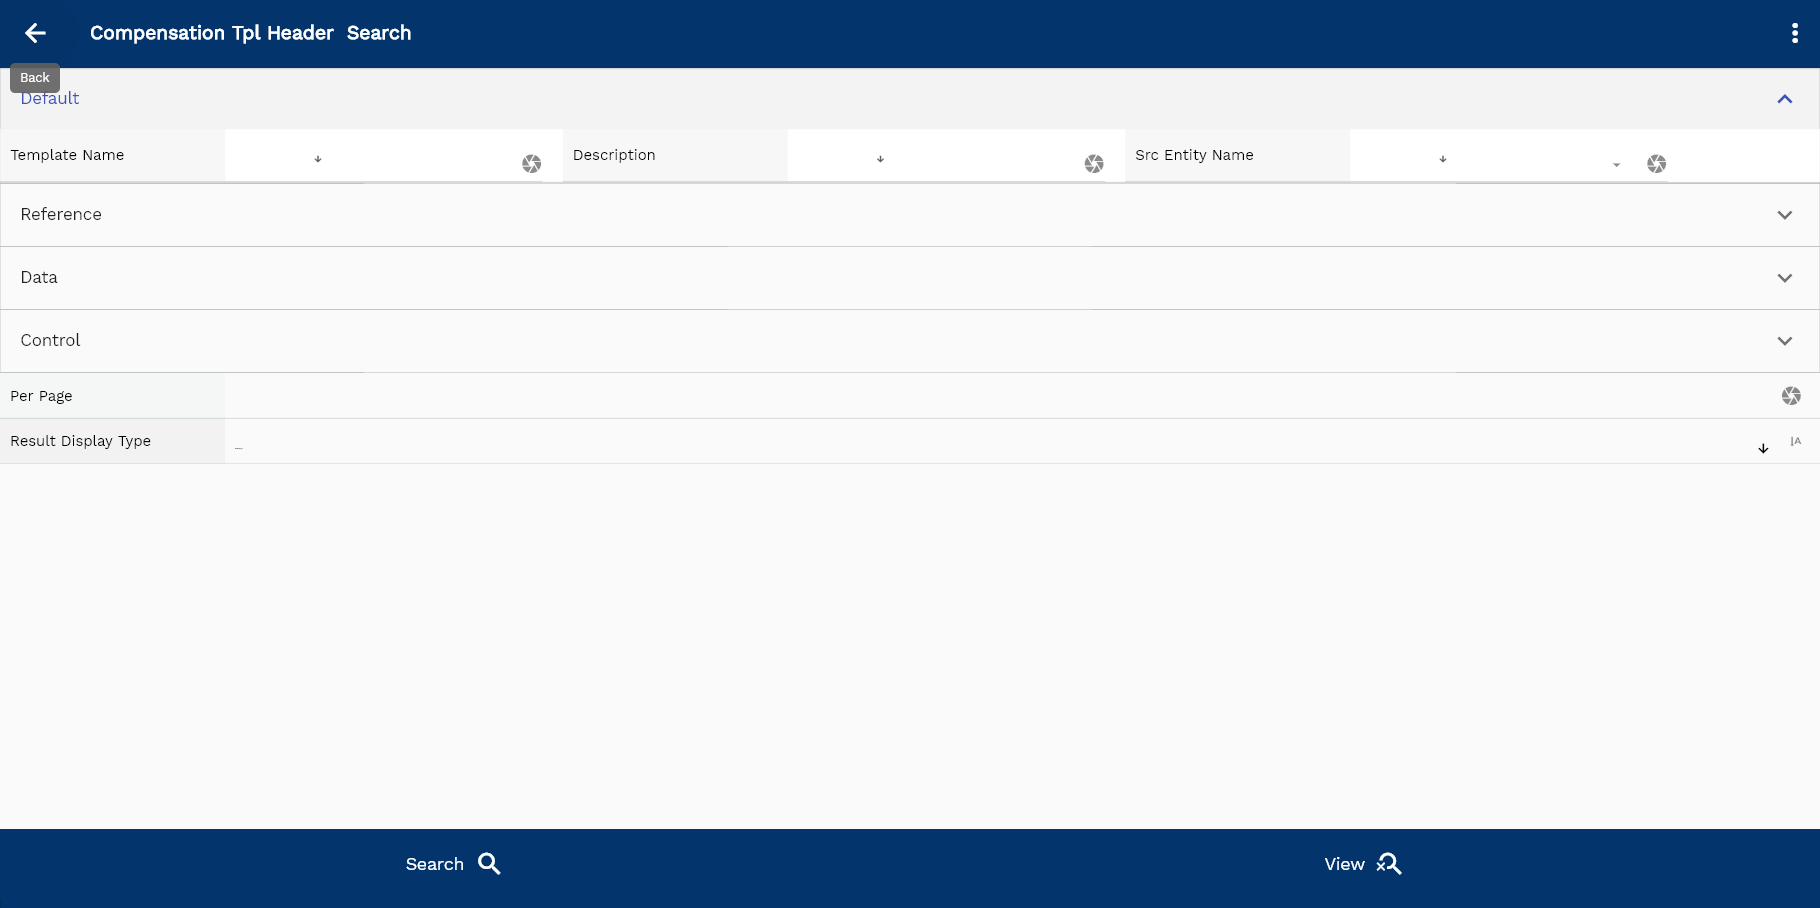 Compensation Tpl Header Search
Back
Default
Template Name
Description
Src Entity Name
Reference
Data
Control
Per Page
Result Display Type
Search
View